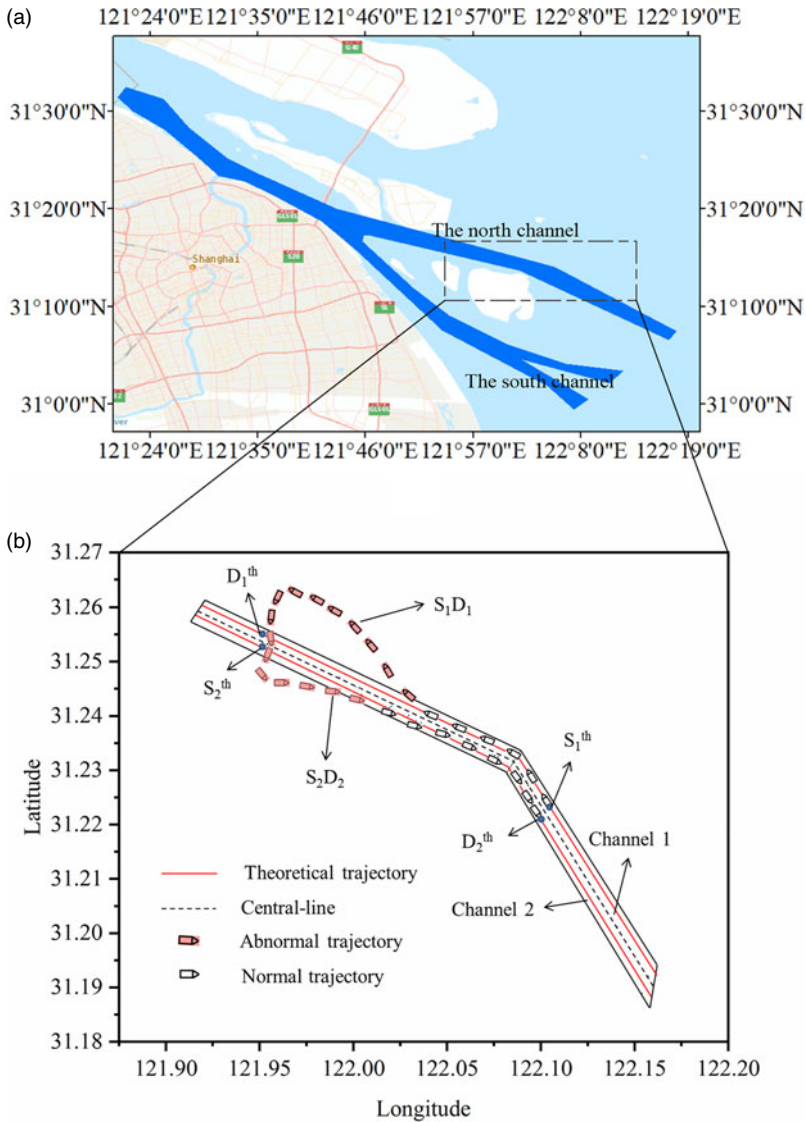 (a)
121°24'0"E 121°35'0"E 121°46'0"E 121°57'0"E 122°8'0"E 122°19'0"E
31°30'0"N
31°20'0"N
31°10'0"N
31°0'0"N
31°30'0"N
31°20'0"N
31°10'0"N
31°0'0"N
G40
G1501
S20
Shanghai
The north channel
The south channel
G1501
ver
121°24'0"E 121°35'0"E 121°46'0"E 121°57'0"E 122°8'0"E 122°19'0"E
(b)
31.27
31.26
31.25
31.24
31.23
31.22
31.21
31.20
31.19
31.18
Latitude
D₁ᵗʰ
S₁D₁
S₂ᵗʰ
S₂D₂
S₁ᵗʰ
D₂ᵗʰ
Channel 1
Channel 2
Theoretical trajectory
Central-line
Abnormal trajectory
Normal trajectory
121.90 121.95 122.00 122.05 122.10 122.15 122.20
Longitude